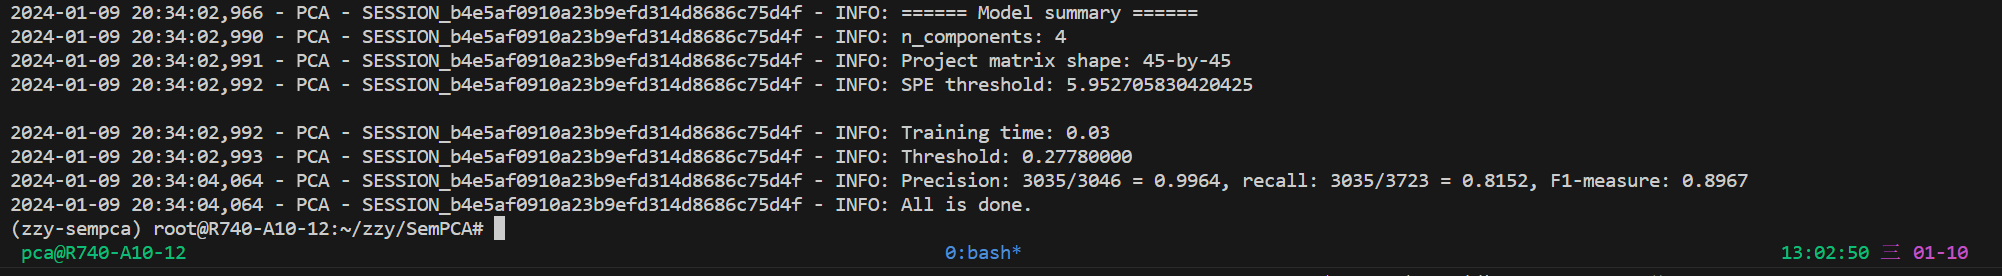 2024-01-09 20:34:02,966 - PCA - SESSION_b4e5af0910a23b9efd314d8686c75d4f - INFO: ====== Model summary ======
2024-01-09 20:34:02,990 - PCA - SESSION_b4e5af0910a23b9efd314d8686c75d4f - INFO: n_components: 4
2024-01-09 20:34:02,991 - PCA - SESSION_b4e5af0910a23b9efd314d8686c75d4f - INFO: Project matrix shape: 45-by-45
2024-01-09 20:34:02,992 - PCA - SESSION_b4e5af0910a23b9efd314d8686c75d4f - INFO: SPE threshold: 5.952705830420425
2024-01-09 20:34:02,992 - PCA - SESSION_b4e5af0910a23b9efd314d8686c75d4f - INFO: Training time: 0.03
2024-01-09 20:34:02,993 - PCA - SESSION_b4e5af0910a23b9efd314d8686c75d4f - INFO: Threshold: 0.27780000
2024-01-09 20:34:04,064 - PCA - SESSION_b4e5af0910a23b9efd314d8686c75d4f - INFO: Precision: 3035/3046 = 0.9964, recall: 3035/3723 = 0.8152, F1-measure: 0.8967
2024-01-09 20:34:04,064 - PCA - SESSION_b4e5af0910a23b9efd314d8686c75d4f - INFO: All is done.
(zzy-sempca) root@R740-A10-12:~/zzy/SemPCA#
pca@R740-A10-12 0:bash* 13:02:50 三 01-10